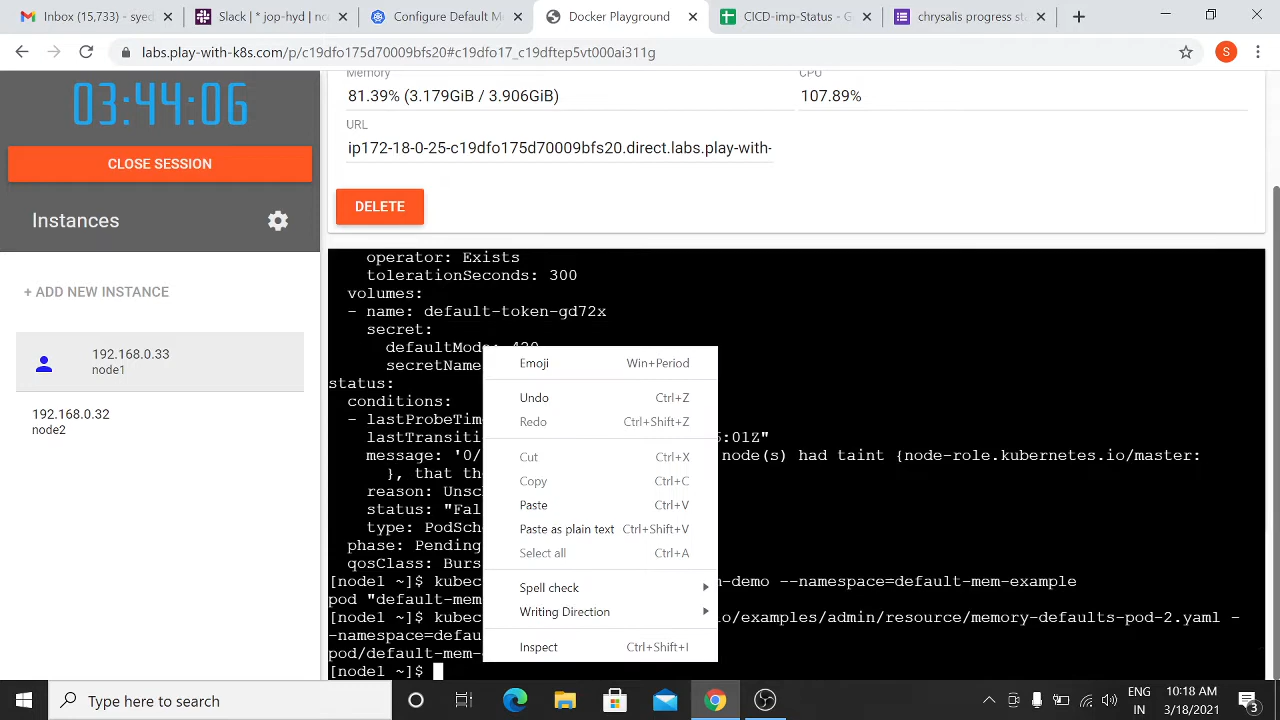 Inbox (15,733) - syed
Slack | * jop-hyd | no
Configure Default M
Docker Playground
CICD-imp-Status - G
chrysalis progress st
labs.play-with-k8s.com/p/c19dfo175d70009bfs20#c19dfo17_c19dftep5vt000ai311g
S
03:44:06
CLOSE SESSION
Instances
+ ADD NEW INSTANCE
192.168.0.33
node1
192.168.0.32
node2
Memory
81.39% (3.179GiB / 3.906GiB)
CPU
107.89%
URL
ip172-18-0-25-c19dfo175d70009bfs20.direct.labs.play-with-
DELETE
operator: Exists
tolerationSeconds: 300
volumes:
- name: default-token-gd72x
secret:
defaultMode: 420
secretName
status:
conditions:
- lastProbeTim
lastTransiti 5:01Z"
message: '0/ node(s) had taint {node-role.kubernetes.io/master:
}, that th
reason: Unsc
status: "Fal
type: PodSch
phase: Pending
qosClass: Burs
[node1 ~]$ kubec m-demo --namespace=default-mem-example
pod "default-mem
[node1 ~]$ kubec io/examples/admin/resource/memory-defaults-pod-2.yaml -
-namespace=defau
pod/default-mem-
[node1 ~]$
Emoji Win+Period
Undo Ctrl+Z
Redo Ctrl+Shift+Z
Cut Ctrl+X
Copy Ctrl+C
Paste Ctrl+V
Paste as plain text Ctrl+Shift+V
Select all Ctrl+A
Spell check
Writing Direction
Inspect Ctrl+Shift+I
Type here to search
ENG
IN
10:18 AM
3/18/2021
3